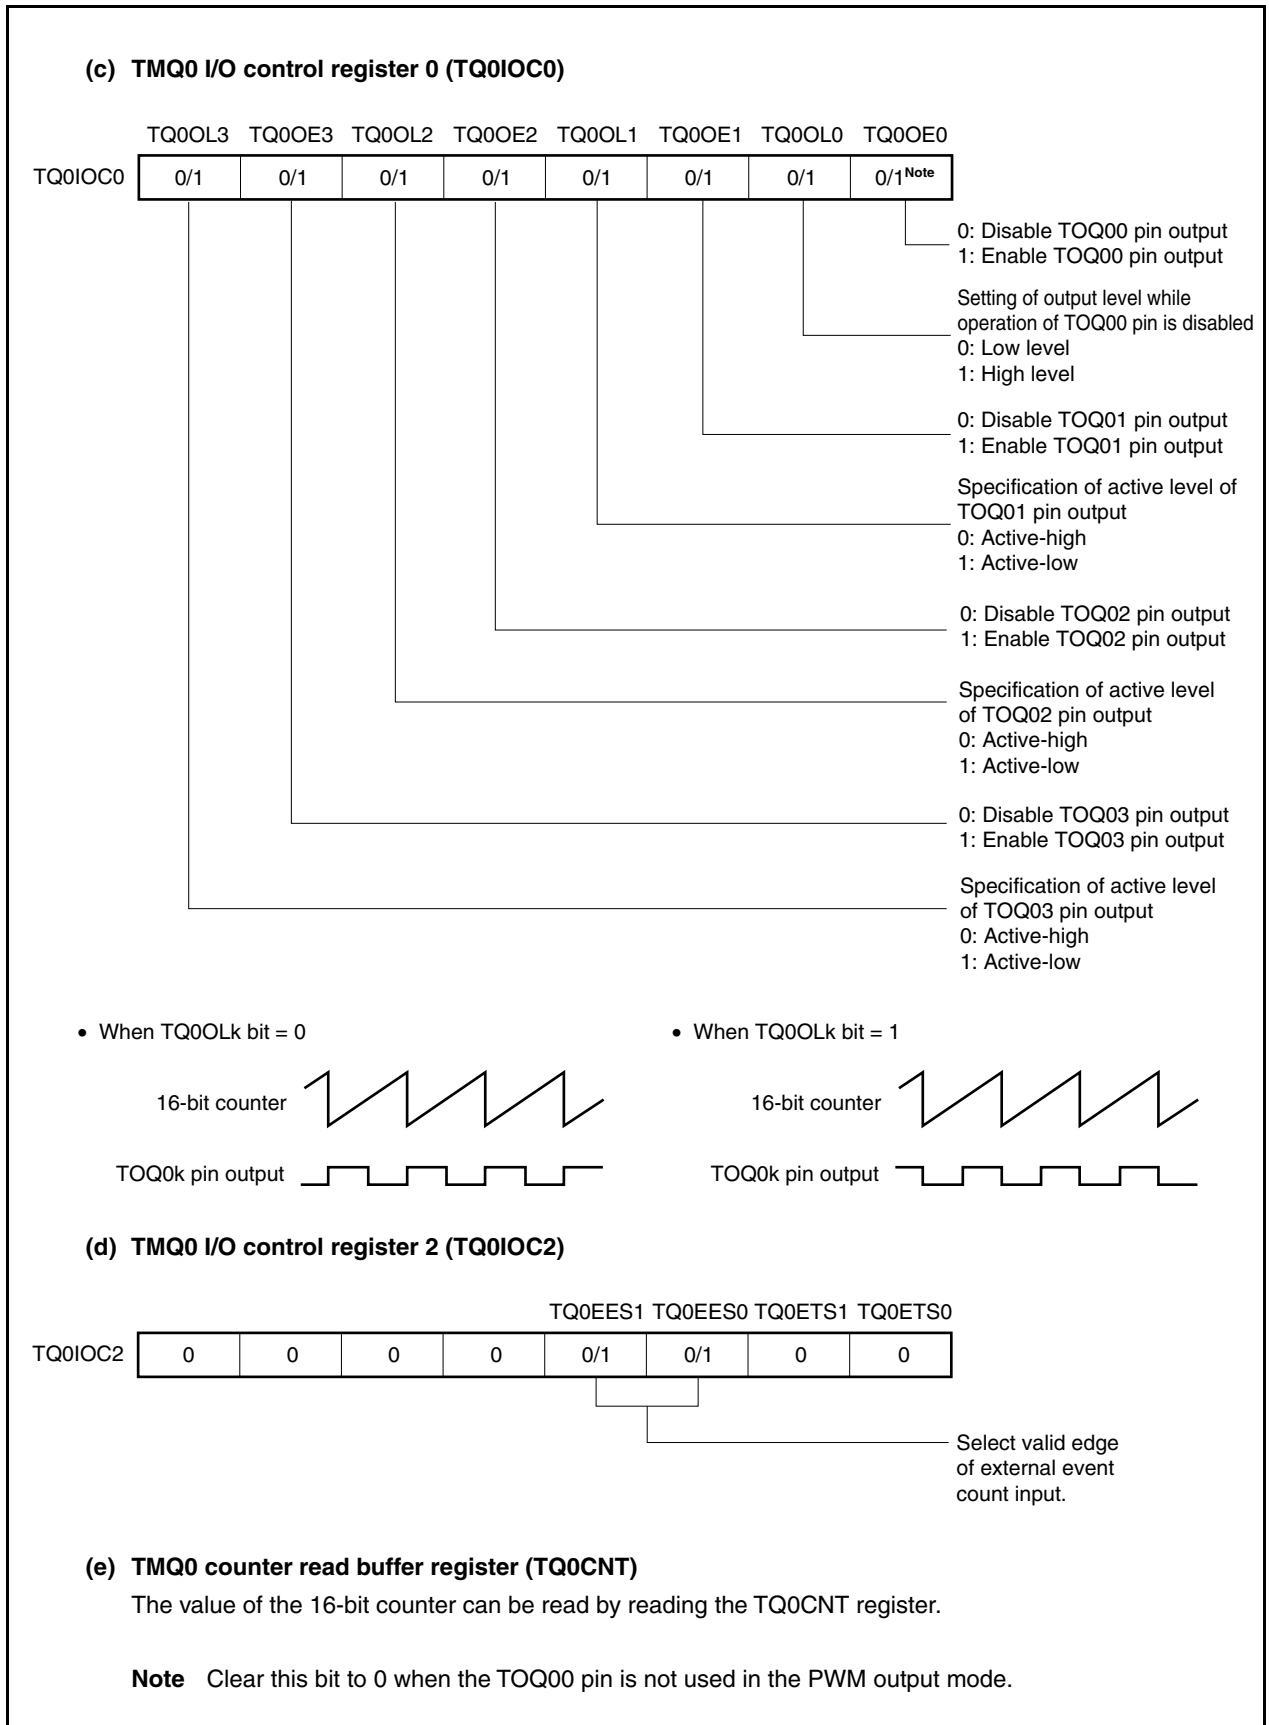 (c) TMQ0 I/O control register 0 (TQ0IOC0)
TQ0OL3 TQ0OE3 TQ0OL2 TQ0OE2 TQ0OL1 TQ0OE1 TQ0OL0 TQ0OE0
TQ0IOC0 0/1 0/1 0/1 0/1 0/1 0/1 0/1 0/1Note
0: Disable TOQ00 pin output
1: Enable TOQ00 pin output
Setting of output level while
operation of TOQ00 pin is disabled
0: Low level
1: High level
0: Disable TOQ01 pin output
1: Enable TOQ01 pin output
Specification of active level of
TOQ01 pin output
0: Active-high
1: Active-low
0: Disable TOQ02 pin output
1: Enable TOQ02 pin output
Specification of active level
of TOQ02 pin output
0: Active-high
1: Active-low
0: Disable TOQ03 pin output
1: Enable TOQ03 pin output
Specification of active level
of TOQ03 pin output
0: Active-high
1: Active-low
• When TQ0OLk bit = 0
16-bit counter
TOQ0k pin output
• When TQ0OLk bit = 1
16-bit counter
TOQ0k pin output
(d) TMQ0 I/O control register 2 (TQ0IOC2)
TQ0EES1 TQ0EES0 TQ0ETS1 TQ0ETS0
TQ0IOC2 0 0 0 0 0/1 0/1 0 0
Select valid edge
of external event
count input.
(e) TMQ0 counter read buffer register (TQ0CNT)
The value of the 16-bit counter can be read by reading the TQ0CNT register.
Note Clear this bit to 0 when the TOQ00 pin is not used in the PWM output mode.